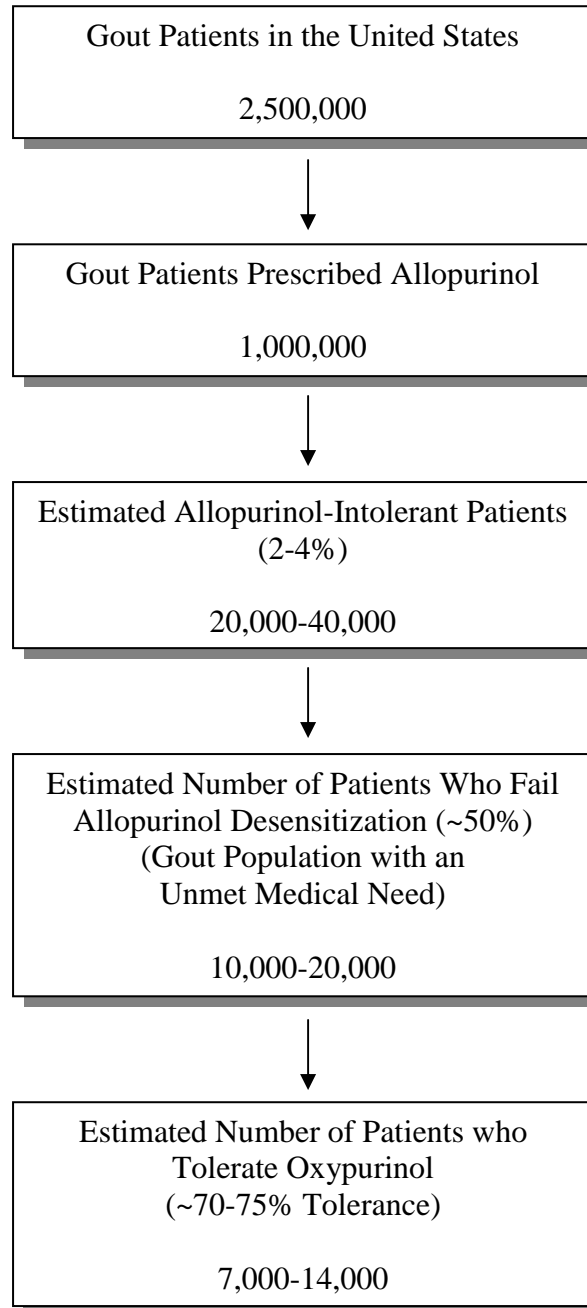 Gout Patients in the United States
2,500,000
Gout Patients Prescribed Allopurinol
1,000,000
Estimated Allopurinol-Intolerant Patients
(2-4%)
20,000-40,000
Estimated Number of Patients Who Fail
Allopurinol Desensitization (~50%)
(Gout Population with an
Unmet Medical Need)
10,000-20,000
Estimated Number of Patients who
Tolerate Oxypurinol
(~70-75% Tolerance)
7,000-14,000